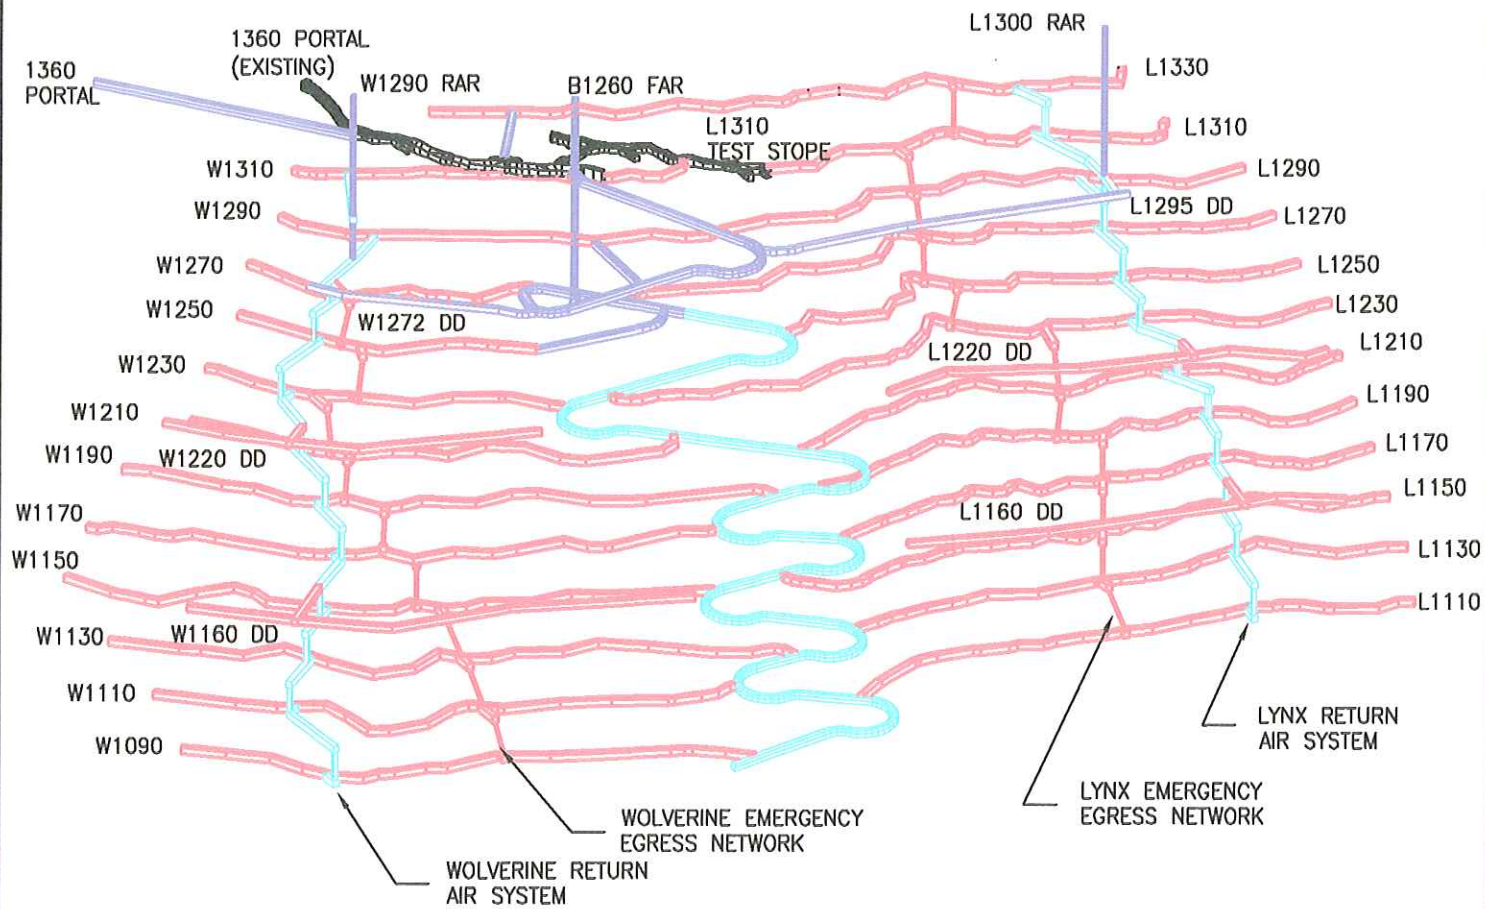 L1300 RAR
1360 PORTAL
(EXISTING)
1360
PORTAL
W1290 RAR
B1260 FAR
L1330
L1310
TEST STOPE
L1310
W1310
L1290
W1290
L1295 DD
L1270
W1270
L1250
W1250
W1272 DD
L1230
W1230
L1220 DD
L1210
W1210
L1190
W1190
W1220 DD
L1170
W1170
L1160 DD
L1150
W1150
L1130
W1130
W1160 DD
L1110
W1110
W1090
LYNX RETURN
AIR SYSTEM
LYNX EMERGENCY
EGRESS NETWORK
WOLVERINE EMERGENCY
EGRESS NETWORK
WOLVERINE RETURN
AIR SYSTEM